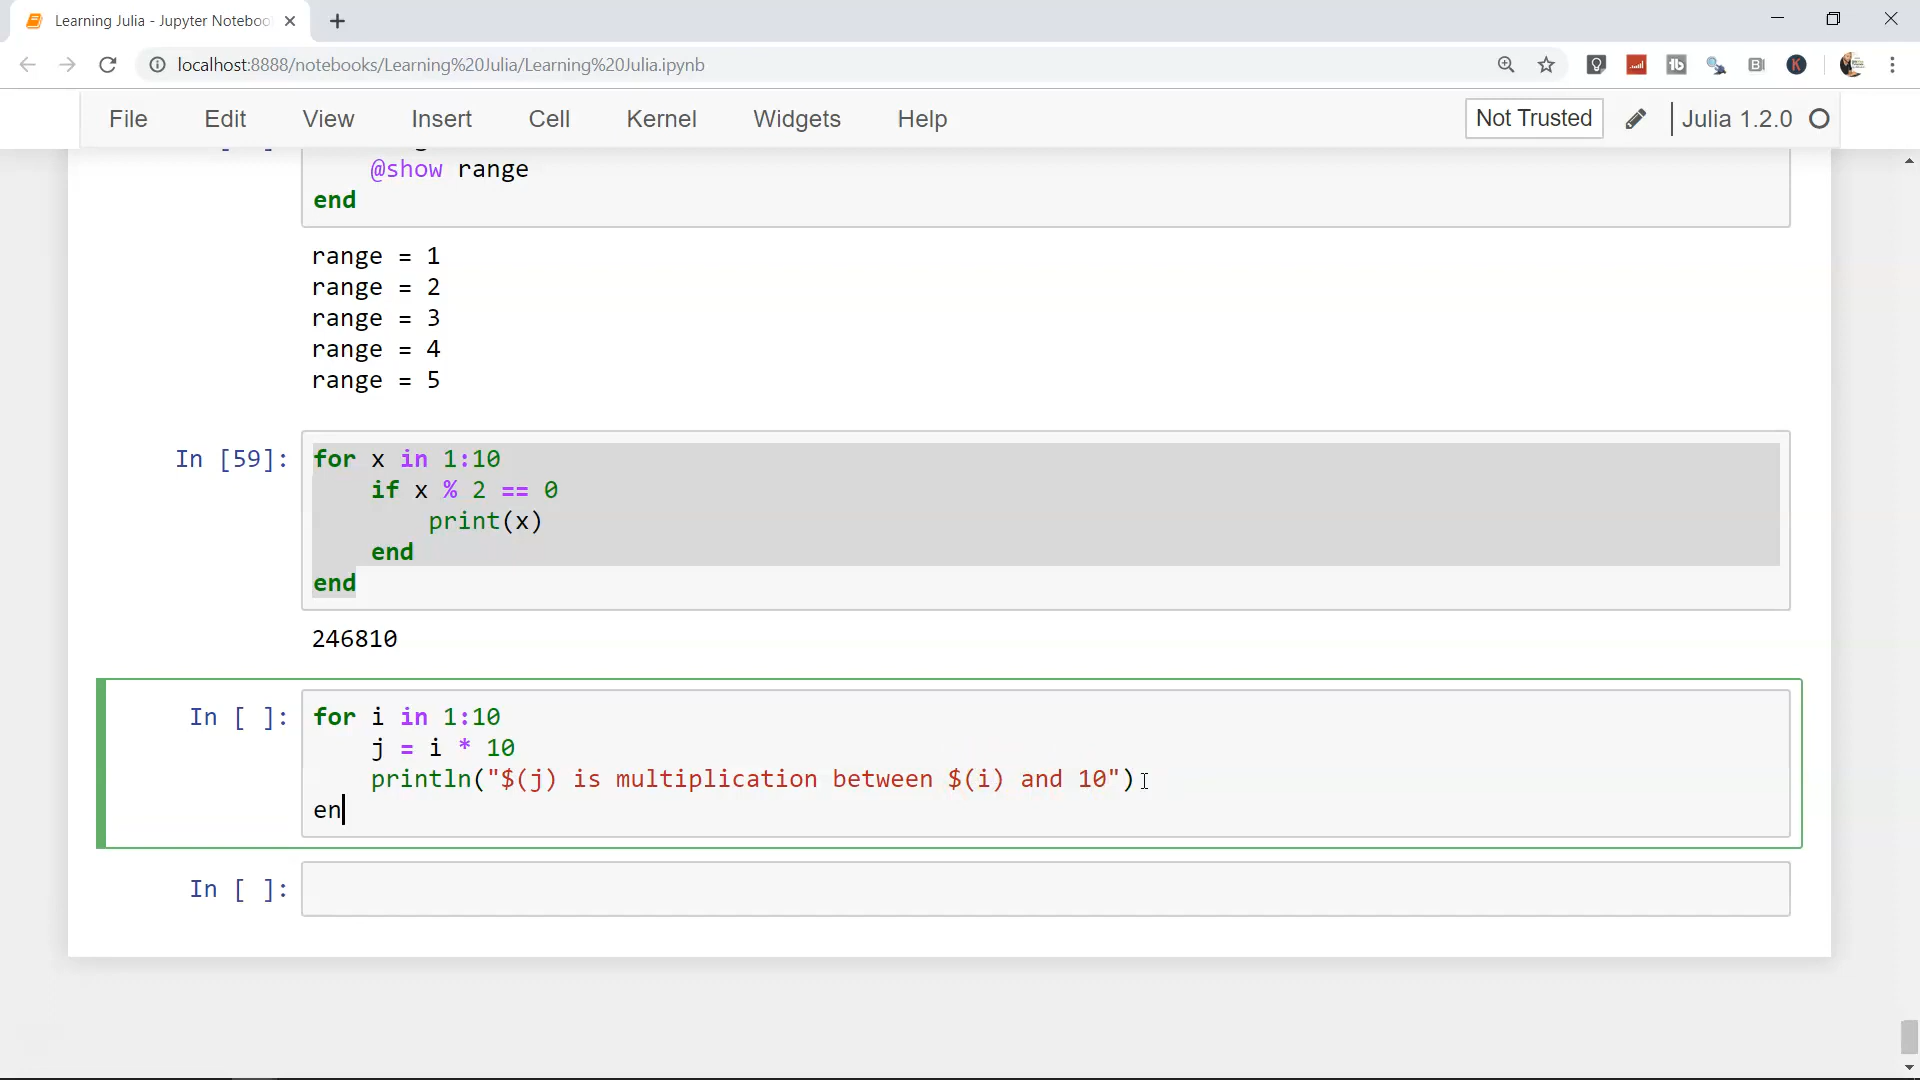 Learning Julia - Jupyter Noteboo
localhost:8888/notebooks/Learning%20Julia/Learning%20Julia.ipynb
File Edit View Insert Cell Kernel Widgets Help Not Trusted Julia 1.2.0
@show range
end
range = 1
range = 2
range = 3
range = 4
range = 5
In [59]: for x in 1:10
if x % 2 == 0
print(x)
end
end
246810
In [ ]: for i in 1:10
j = i * 10
println("$(j) is multiplication between $(i) and 10")
en
In [ ]: